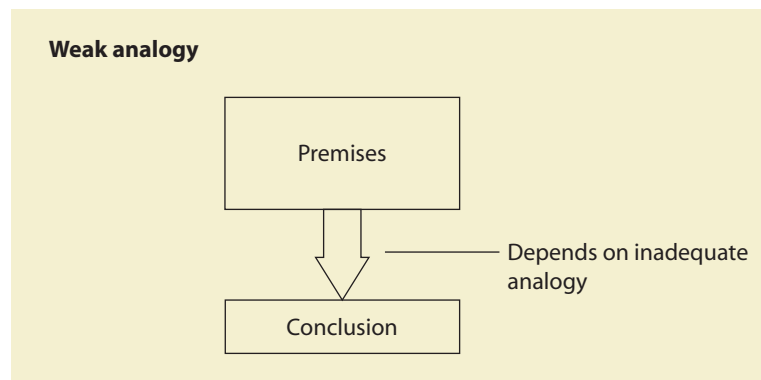 Weak analogy
Premises
Depends on inadequate
analogy
Conclusion